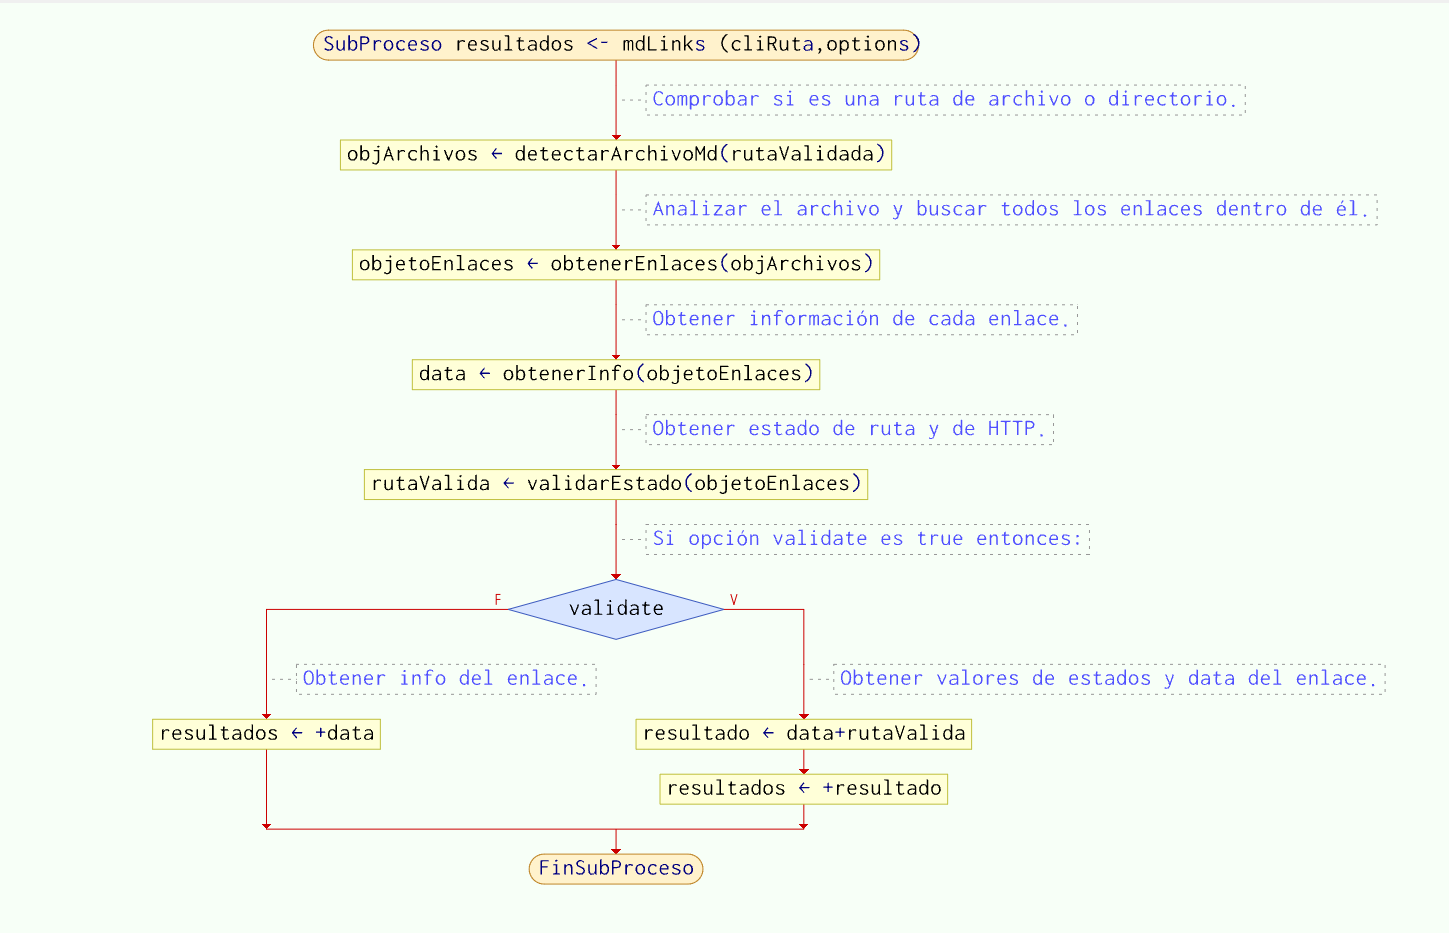 SubProceso resultados <- mdLinks (cliRuta,options)
Comprobar si es una ruta de archivo o directorio.
objArchivos ← detectarArchivoMd(rutaValidada)
Analizar el archivo y buscar todos los enlaces dentro de él.
objetoEnlaces ← obtenerEnlaces(objArchivos)
Obtener información de cada enlace.
data ← obtenerInfo(objetoEnlaces)
Obtener estado de ruta y de HTTP.
rutaValida ← validarEstado(objetoEnlaces)
Si opción validate es true entonces:
F
V
validate
Obtener info del enlace.
Obtener valores de estados y data del enlace.
resultados ← +data
resultado ← data+rutaValida
resultados ← +resultado
FinSubProceso